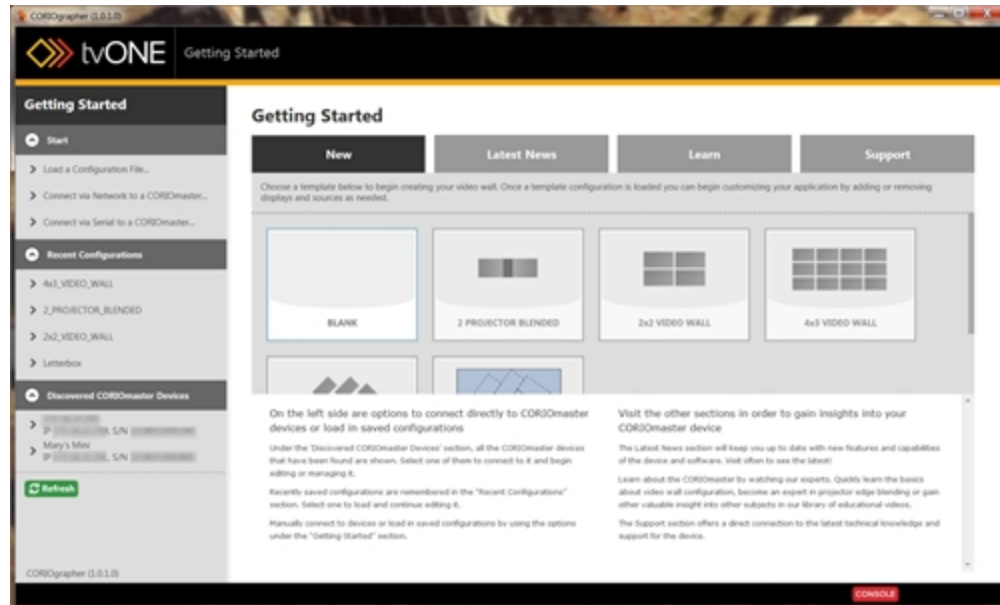 CORIOgrapher (1.0.1.0)
tvONE
Getting Started
Getting Started
Start
Load a Configuration File...
Connect via Network to a CORIOmaster...
Connect via Serial to a CORIOmaster...
Recent Configurations
4x3_VIDEO_WALL
2_PROJECTOR_BLENDED
2x2_VIDEO_WALL
Letterbox
Discovered CORIOmaster Devices
IP S/N
Mary's Mini
IP S/N
Refresh
CORIOgrapher (1.0.1.0)
Getting Started
New
Latest News
Learn
Support
Choose a template below to begin creating your video wall. Once a template configuration is loaded you can begin customizing your application by adding or removing
displays and sources as needed.
BLANK
2 PROJECTOR BLENDED
2x2 VIDEO WALL
4x3 VIDEO WALL
On the left side are options to connect directly to CORIOmaster
devices or load in saved configurations
Under the 'Discovered CORIOmaster Devices' section, all the CORIOmaster devices
that have been found are shown. Select one of them to connect to it and begin
editing or managing it.
Recently saved configurations are remembered in the "Recent Configurations"
section. Select one to load and continue editing it.
Manually connect to devices or load in saved configurations by using the options
under the "Getting Started" section.
Visit the other sections in order to gain insights into your
CORIOmaster device
The Latest News section will keep you up to date with new features and capabilities
of the device and software. Visit often to see the latest!
Learn about the CORIOmaster by watching our experts. Quickly learn the basics
about video wall configuration, become an expert in projector edge blending or gain
other valuable insight into other subjects in our library of educational videos.
The Support section offers a direct connection to the latest technical knowledge and
support for the device.
CONSOLE